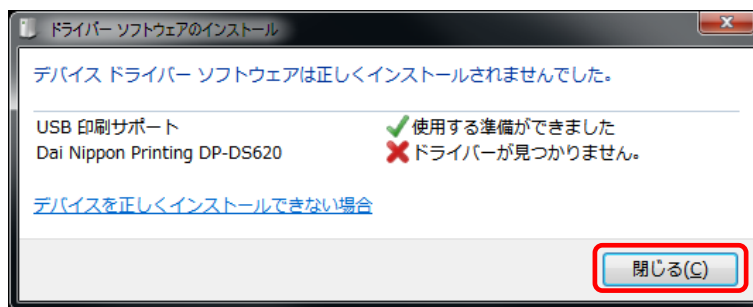 ドライバー ソフトウェアのインストール
デバイス ドライバー ソフトウェアは正しくインストールされませんでした。
USB 印刷サポート 使用する準備ができました
Dai Nippon Printing DP-DS620 ドライバーが見つかりません。
デバイスを正しくインストールできない場合
閉じる(C)